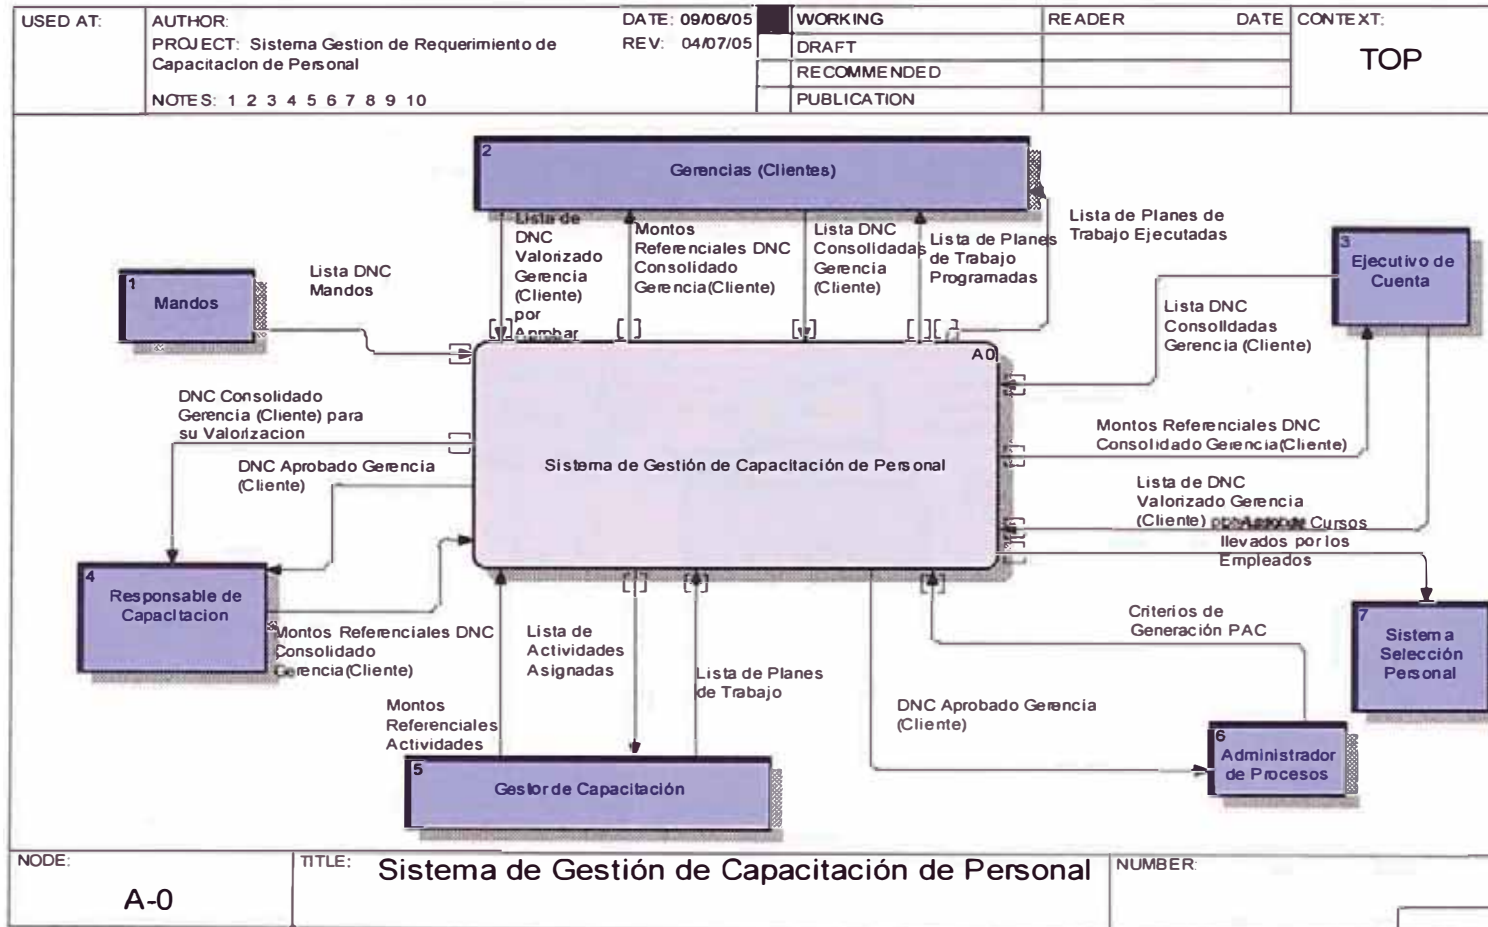 USED AT:
AUTHOR:
PROJECT: Sistema Gestion de Requerimiento de
Capacitacion de Personal
NOTES: 1 2 3 4 5 6 7 8 9 10
DATE: 09/06/05
REV: 04/07/05
WORKING
DRAFT
RECOMMENDED
PUBLICATION
READER DATE
CONTEXT:
TOP
2
Gerencias (Clientes)
Lista de
DNC
Valorizado
Gerencia
(Cliente)
por
Aprobar
Montos
Referenciales DNC
Consolidado
Gerencia(Cliente)
Lista DNC
Consolidadas
Gerencia
(Cliente)
Lista de Planes
de Trabajo
Programadas
Lista de Planes de
Trabajo Ejecutadas
3
Ejecutivo de
Cuenta
1
Mandos
Lista DNC
Mandos
Lista DNC
Consolidadas
Gerencia (Cliente)
A0
Sistema de Gestión de Capacitación de Personal
DNC Consolidado
Gerencia (Cliente) para
su Valorizacion
DNC Aprobado Gerencia
(Cliente)
Montos Referenciales DNC
Consolidado Gerencia(Cliente)
Lista de DNC
Valorizado Gerencia
(Cliente)
Cursos
llevados por los
Empleados
4
Responsable de
Capacitacion
Montos Referenciales DNC
Consolidado
Gerencia(Cliente)
Montos
Referenciales
Actividades
Lista de
Actividades
Asignadas
Lista de Planes
de Trabajo
DNC Aprobado Gerencia
(Cliente)
Criterios de
Generación PAC
7
Sistema
Selección
Personal
6
Administrador
de Procesos
5
Gestor de Capacitación
NODE:
A-0
TITLE:
Sistema de Gestión de Capacitación de Personal
NUMBER: